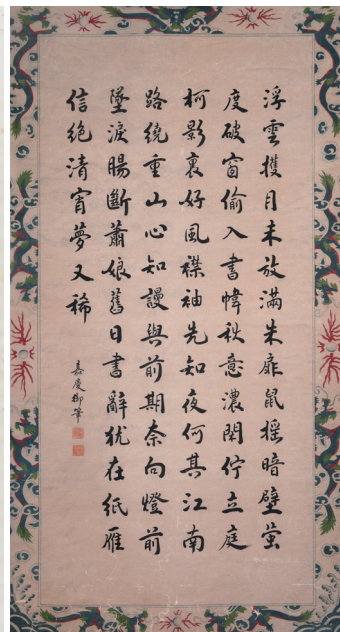 浮雲擭月未放滿朱扉鼠摇暗壁螢
度破窗偷入書幃秋意濃閒佇立庭
柯影裏好風襟袖先知夜何其江南
路繞重山心知謾與前期奈向燈前
墜淚腸斷蕭娘舊日書辭犹在紙雁
信絶清宵夢又稀
嘉慶御筆